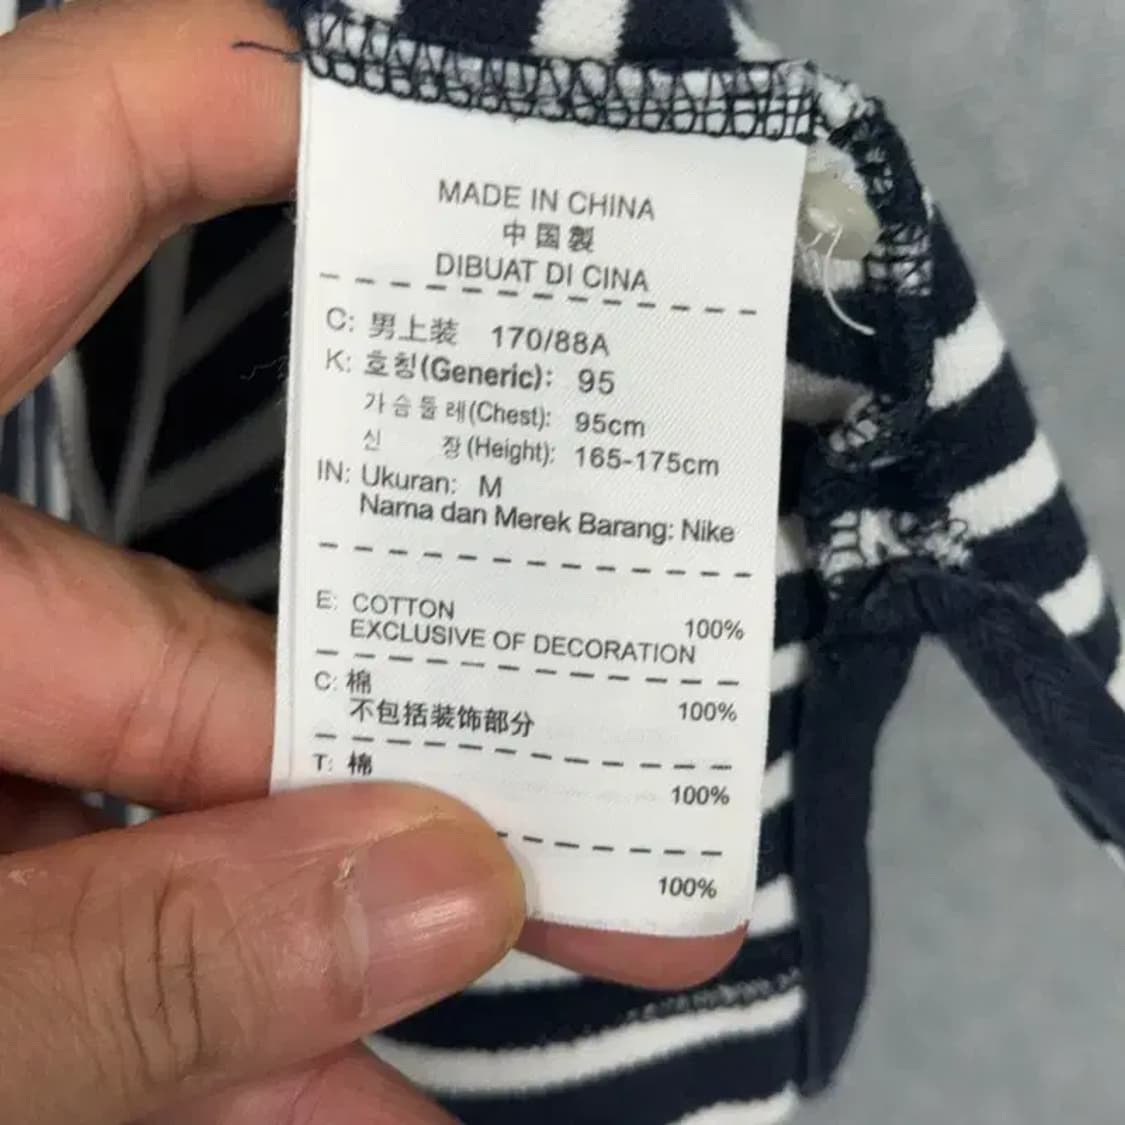 MADE IN CHINA
中国製
DIBUAT DI CINA
C: 男上装 170/88A
K: 호칭(Generic): 95
가슴둘레(Chest): 95cm
신 장(Height): 165-175cm
IN: Ukuran: M
Nama dan Merek Barang: Nike
E: COTTON 100%
EXCLUSIVE OF DECORATION
C: 棉 100%
不包括装饰部分
T: 棉 100%
100%